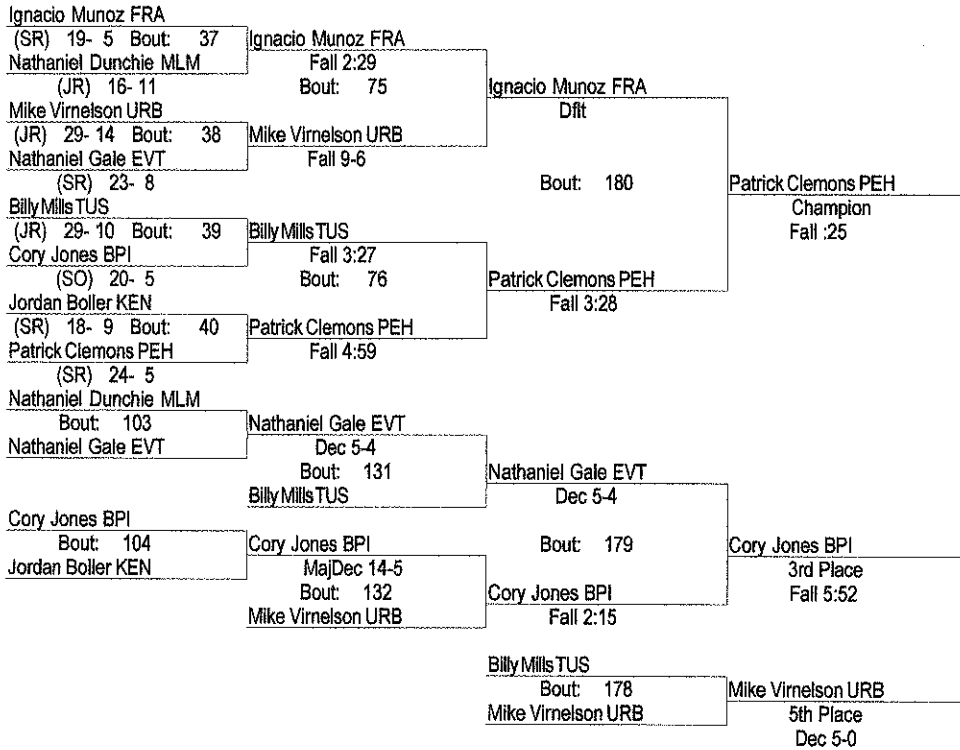 Ignacio Munoz FRA
(SR) 19- 5 Bout: 37
Nathaniel Dunchie MLM
(JR) 16- 11
Mike Virnelson URB
(JR) 29- 14 Bout: 38
Nathaniel Gale EVT
(SR) 23- 8
Billy Mills TUS
(JR) 29- 10 Bout: 39
Cory Jones BPI
(SO) 20- 5
Jordan Boller KEN
(SR) 18- 9 Bout: 40
Patrick Clemons PEH
(SR) 24- 5
Ignacio Munoz FRA
Fall 2:29
Bout: 75
Mike Virnelson URB
Fall 9-6
Billy Mills TUS
Fall 3:27
Bout: 76
Patrick Clemons PEH
Fall 4:59
Ignacio Munoz FRA
Dflt
Bout: 180
Patrick Clemons PEH
Fall 3:28
Patrick Clemons PEH
Champion
Fall :25
Nathaniel Dunchie MLM
Bout: 103
Nathaniel Gale EVT
Cory Jones BPI
Bout: 104
Jordan Boller KEN
Nathaniel Gale EVT
Dec 5-4
Bout: 131
Billy Mills TUS
Cory Jones BPI
MajDec 14-5
Bout: 132
Mike Virnelson URB
Nathaniel Gale EVT
Dec 5-4
Bout: 179
Cory Jones BPI
Fall 2:15
Cory Jones BPI
3rd Place
Fall 5:52
Billy Mills TUS
Bout: 178
Mike Virnelson URB
Mike Virnelson URB
5th Place
Dec 5-0